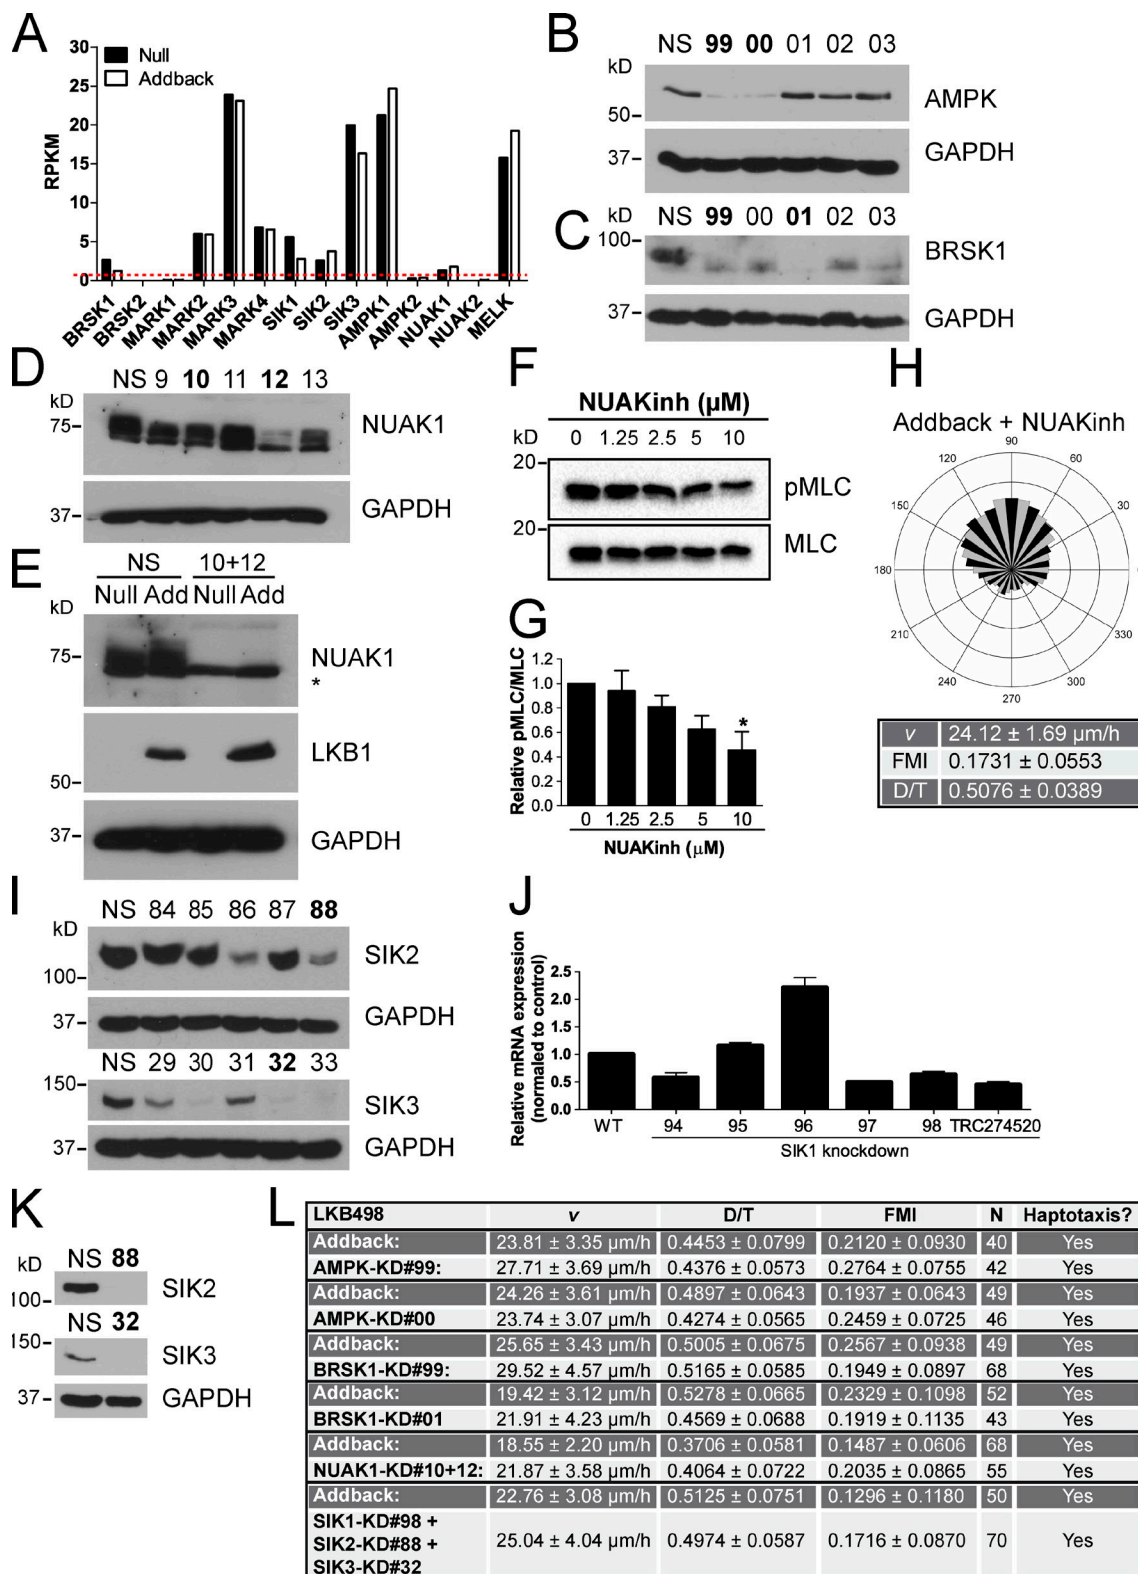 A
30
25
20
15
10
5
0
RPKM
Null
Addback
BRSK1
BRSK2
MARK1
MARK2
MARK3
MARK4
SIK1
SIK2
SIK3
AMPK1
AMPK2
NUAK1
NUAK2
MELK
B
NS 99 00 01 02 03
kD
50
AMPK
37
GAPDH
C
kD NS 99 00 01 02 03
100
BRSK1
37
GAPDH
D
NS 9 10 11 12 13
kD
75
NUAK1
37
GAPDH
E
NS 10+12
Null Add Null Add
kD
75
NUAK1
*
LKB1
50
37
GAPDH
F
NUAKinh (µM)
kD 0 1.25 2.5 5 10
20
pMLC
20
MLC
G
1.2
1.0
0.8
0.6
0.4
0.2
0.0
Relative pMLC/MLC
*
0 1.25 2.5 5 10
NUAKinh (µM)
H
Addback + NUAKinh
90
120 60
150 30
180
210 330
240 300
270
v 24.12 ± 1.69 µm/h
FMI 0.1731 ± 0.0553
D/T 0.5076 ± 0.0389
I
NS 84 85 86 87 88
kD
100
SIK2
37
GAPDH
NS 29 30 31 32 33
150
SIK3
37
GAPDH
J
Relative mRNA expression
(normaled to control)
2.5
2.0
1.5
1.0
0.5
0.0
WT 94 95 96 97 98 TRC274520
SIK1 knockdown
K
kD NS 88
100
SIK2
NS 32
150
SIK3
37
GAPDH
L
LKB498 v D/T FMI N Haptotaxis?
Addback: 23.81 ± 3.35 µm/h 0.4453 ± 0.0799 0.2120 ± 0.0930 40 Yes
AMPK-KD#99: 27.71 ± 3.69 µm/h 0.4376 ± 0.0573 0.2764 ± 0.0755 42 Yes
Addback: 24.26 ± 3.61 µm/h 0.4897 ± 0.0643 0.1937 ± 0.0643 49 Yes
AMPK-KD#00 23.74 ± 3.07 µm/h 0.4274 ± 0.0565 0.2459 ± 0.0725 46 Yes
Addback: 25.65 ± 3.43 µm/h 0.5005 ± 0.0675 0.2567 ± 0.0938 49 Yes
BRSK1-KD#99: 29.52 ± 4.57 µm/h 0.5165 ± 0.0585 0.1949 ± 0.0897 68 Yes
Addback: 19.42 ± 3.12 µm/h 0.5278 ± 0.0665 0.2329 ± 0.1098 52 Yes
BRSK1-KD#01 21.91 ± 4.23 µm/h 0.4569 ± 0.0688 0.1919 ± 0.1135 43 Yes
Addback: 18.55 ± 2.20 µm/h 0.3706 ± 0.0581 0.1487 ± 0.0606 68 Yes
NUAK1-KD#10+12: 21.87 ± 3.58 µm/h 0.4064 ± 0.0722 0.2035 ± 0.0865 55 Yes
Addback: 22.76 ± 3.08 µm/h 0.5125 ± 0.0751 0.1296 ± 0.1180 50 Yes
SIK1-KD#98 +
SIK2-KD#88 + 25.04 ± 4.04 µm/h 0.4974 ± 0.0587 0.1716 ± 0.0870 70 Yes
SIK3-KD#32